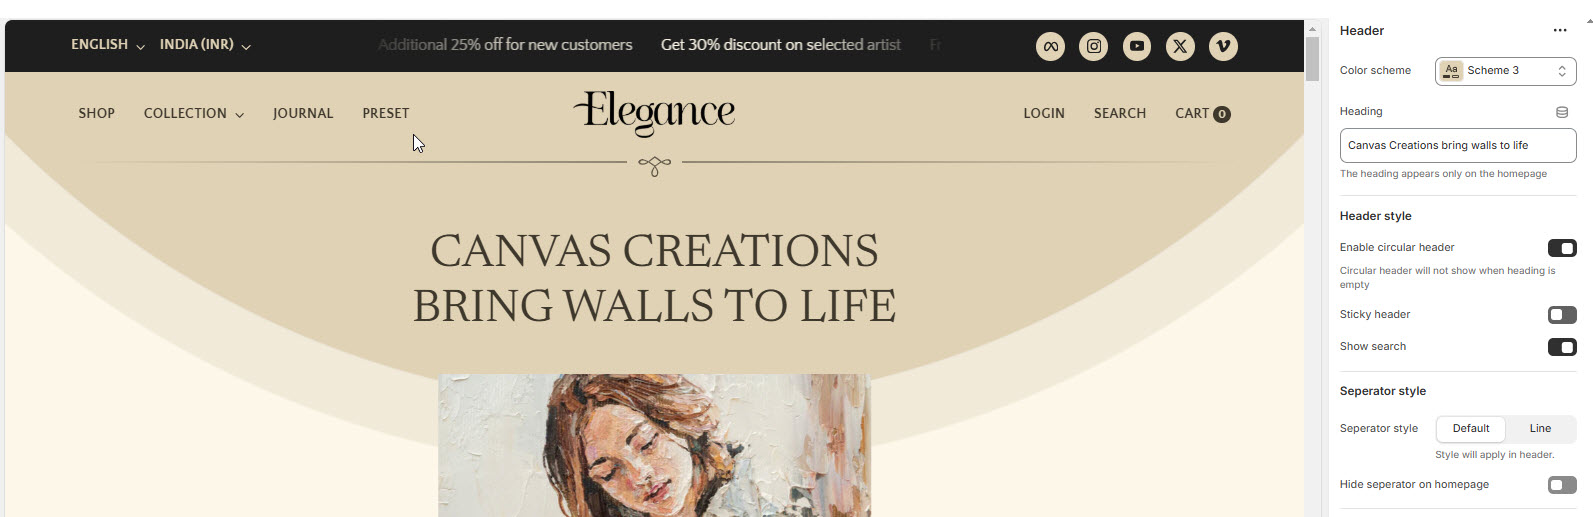 ENGLISH INDIA (INR) Additional 25% off for new customers Get 30% discount on selected artist Fr
SHOP COLLECTION JOURNAL PRESET Elegance LOGIN SEARCH CART 0
CANVAS CREATIONS
BRING WALLS TO LIFE
Header
Color scheme Aa Scheme 3
Heading
Canvas Creations bring walls to life
The heading appears only on the homepage
Header style
Enable circular header
Circular header will not show when heading is
empty
Sticky header
Show search
Seperator style
Seperator style Default Line
Style will apply in header.
Hide seperator on homepage